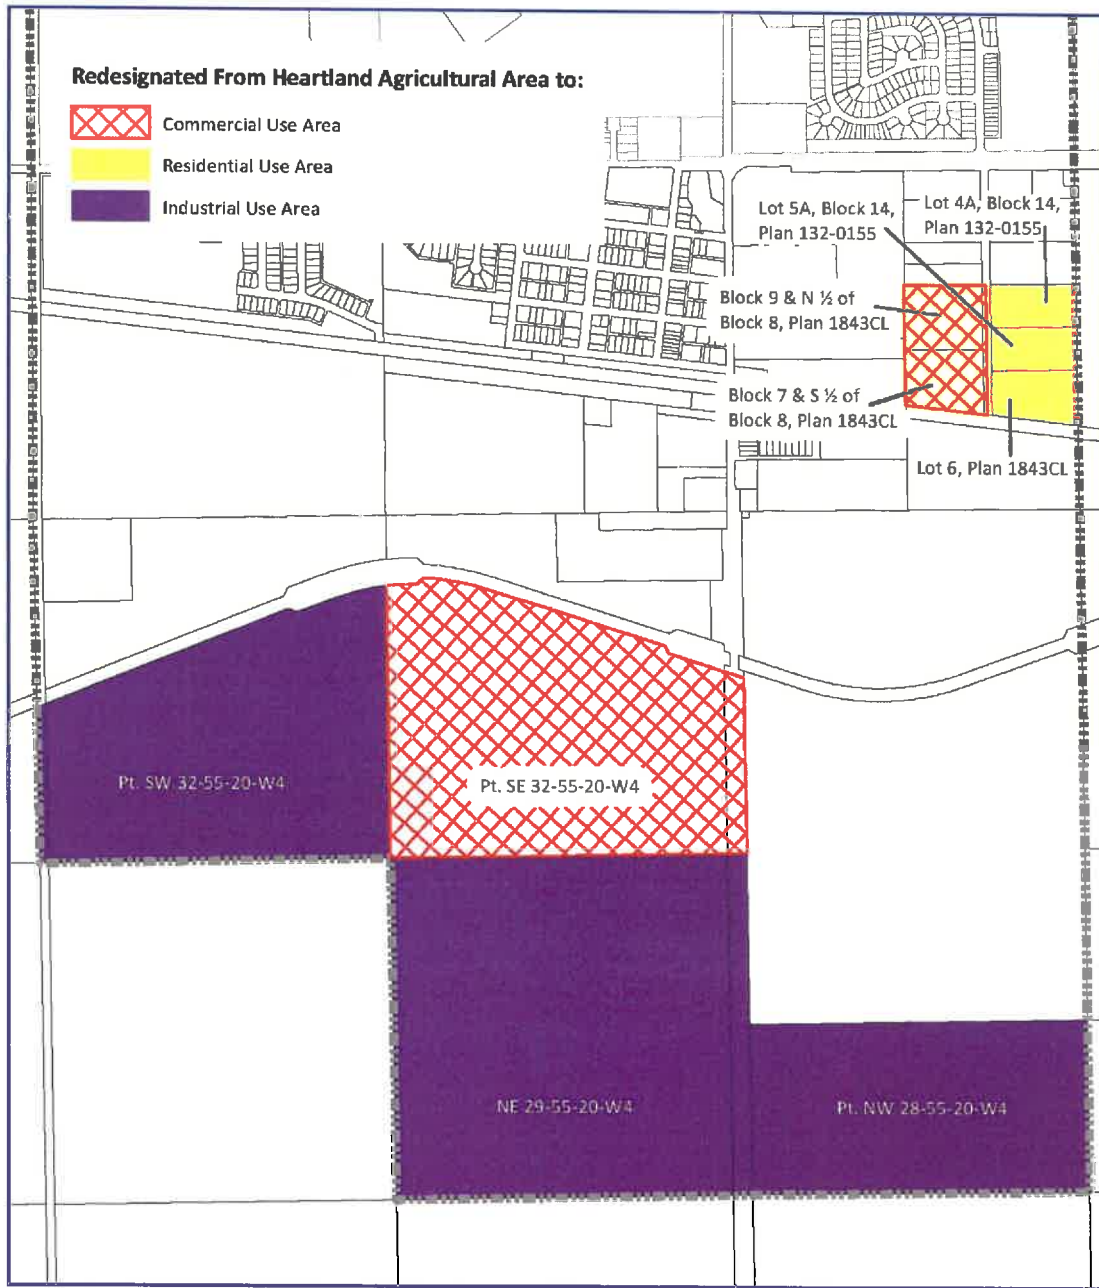 Redesignated From Heartland Agricultural Area to:
Commercial Use Area
Residential Use Area
Industrial Use Area
Lot 5A, Block 14,
Plan 132-0155
Lot 4A, Block 14,
Plan 132-0155
Block 9 & N ½ of
Block 8, Plan 1843CL
Block 7 & S ½ of
Block 8, Plan 1843CL
Lot 6, Plan 1843CL
Pt. SW 32-55-20-W4
Pt. SE 32-55-20-W4
NE 29-55-20-W4
Pt. NW 28-55-20-W4